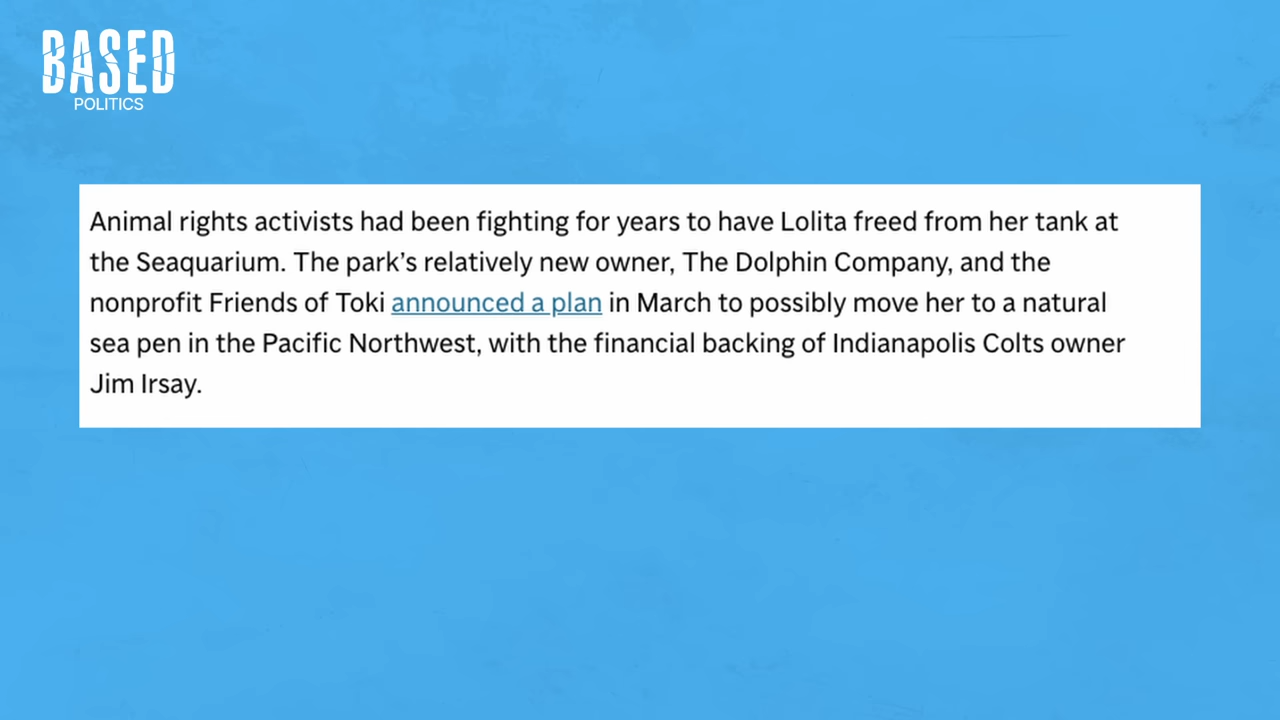 BASED
POLITICS
Animal rights activists had been fighting for years to have Lolita freed from her tank at
the Seaquarium. The park’s relatively new owner, The Dolphin Company, and the
nonprofit Friends of Toki announced a plan in March to possibly move her to a natural
sea pen in the Pacific Northwest, with the financial backing of Indianapolis Colts owner
Jim Irsay.